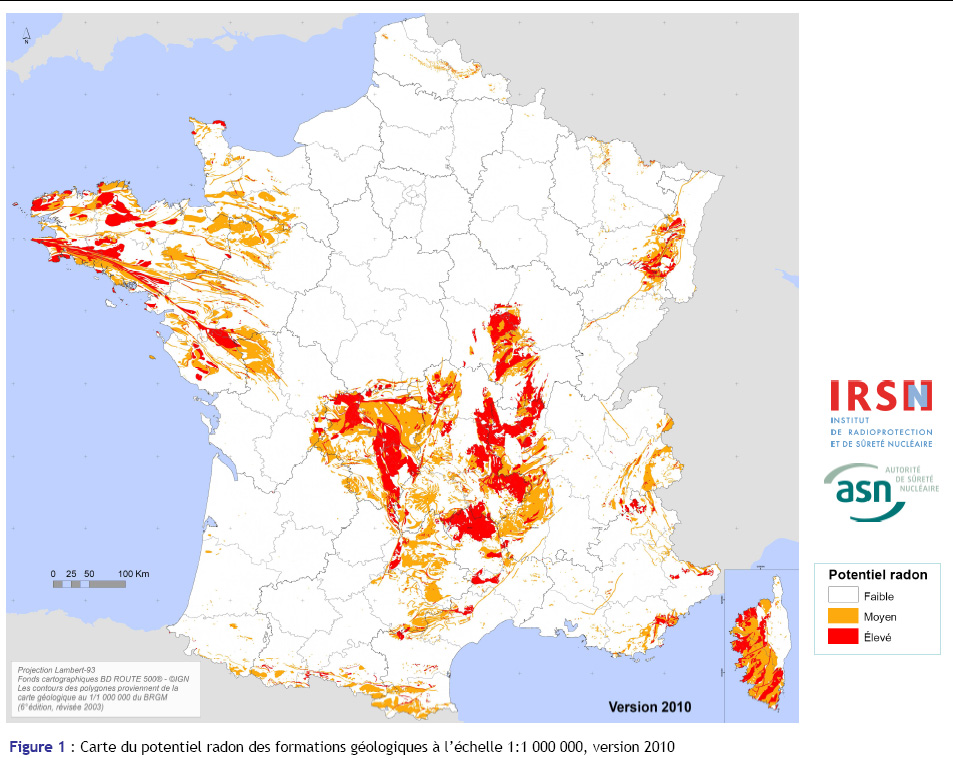 N
IRSN
INSTITUT
DE RADIOPROTECTION
ET DE SÛRETÉ NUCLÉAIRE
asn
AUTORITÉ
DE SÛRETÉ
NUCLÉAIRE
0 25 50 100 Km
Potentiel radon
Faible
Moyen
Élevé
Projection Lambert-93
Fonds cartographiques BD ROUTE 500® - ©IGN
Les contours des polygones proviennent de la
carte géologique au 1/1 000 000 du BRGM
(6°édition, révisée 2003)
Version 2010
Figure 1 : Carte du potentiel radon des formations géologiques à l’échelle 1:1 000 000, version 2010